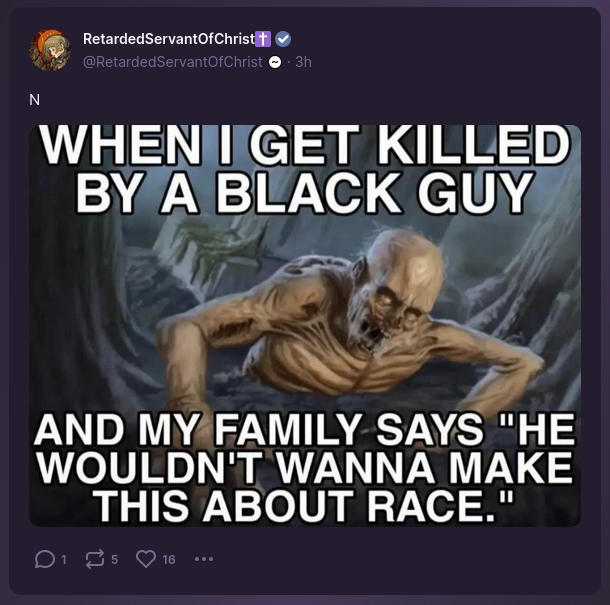 RetardedServantOfChrist✝️
@RetardedServantOfChrist · 3h
N
WHEN I GET KILLED
BY A BLACK GUY
AND MY FAMILY SAYS "HE
WOULDN'T WANNA MAKE
THIS ABOUT RACE."
1 5 16